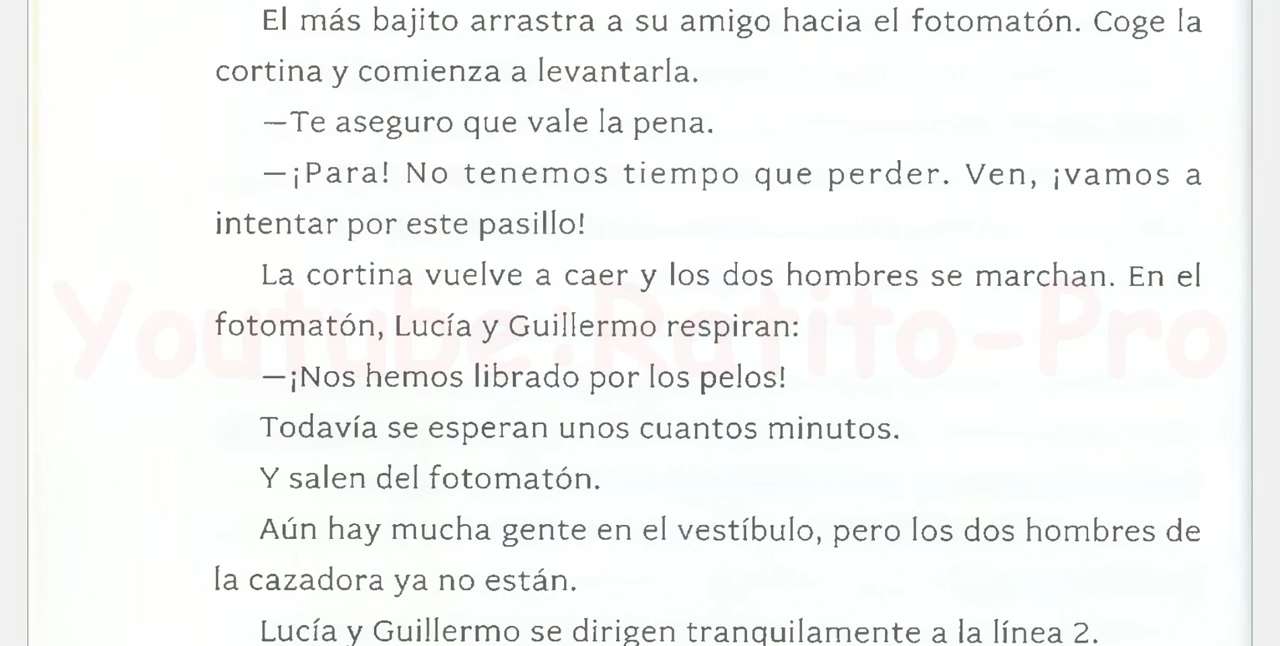 El más bajito arrastra a su amigo hacia el fotomatón. Coge la
cortina y comienza a levantarla.
—Te aseguro que vale la pena.
—¡Para! No tenemos tiempo que perder. Ven, ¡vamos a
intentar por este pasillo!
La cortina vuelve a caer y los dos hombres se marchan. En el
fotomatón, Lucía y Guillermo respiran:
Youtube:Ratito-Pro
—¡Nos hemos librado por los pelos!
Todavía se esperan unos cuantos minutos.
Y salen del fotomatón.
Aún hay mucha gente en el vestíbulo, pero los dos hombres de
la cazadora ya no están.
Lucía y Guillermo se dirigen tranquilamente a la línea 2.